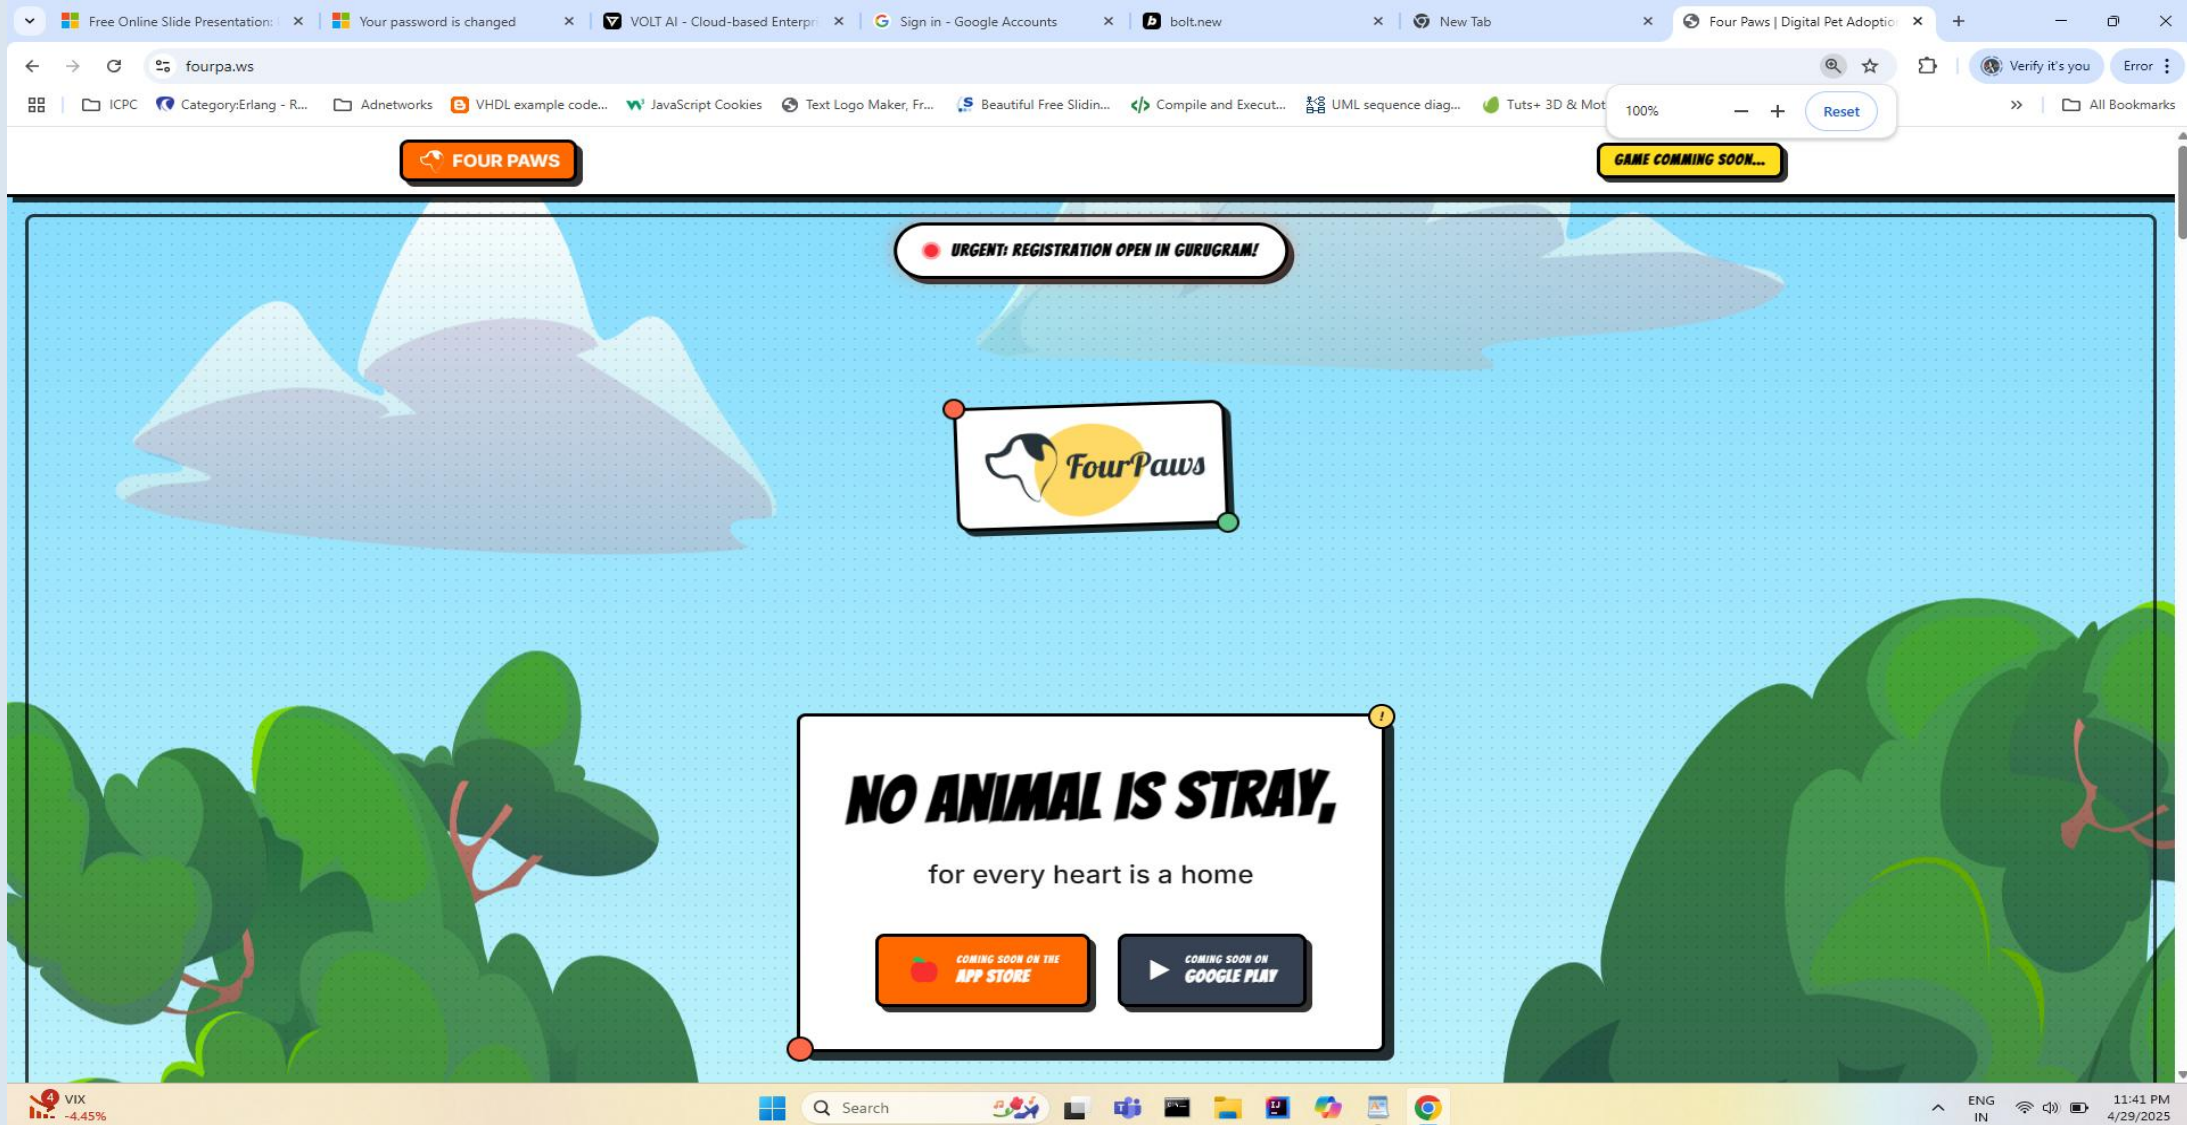 Free Online Slide Presentation:
Your password is changed
VOLT AI - Cloud-based Enterpri
Sign in - Google Accounts
bolt.new
New Tab
Four Paws | Digital Pet Adoptio
fourpa.ws
Verify it's you
Error
ICPC
Category:Erlang - R...
Adnetworks
VHDL example code...
JavaScript Cookies
Text Logo Maker, Fr...
Beautiful Free Slidin...
Compile and Execut...
UML sequence diag...
Tuts+ 3D & Mot
All Bookmarks
100%
Reset
FOUR PAWS
GAME COMMING SOON...
URGENT: REGISTRATION OPEN IN GURUGRAM!
FourPaws
!
NO ANIMAL IS STRAY,
for every heart is a home
COMING SOON ON THE
APP STORE
COMING SOON ON
GOOGLE PLAY
4
VIX
-4.45%
Search
ENG
IN
11:41 PM
4/29/2025